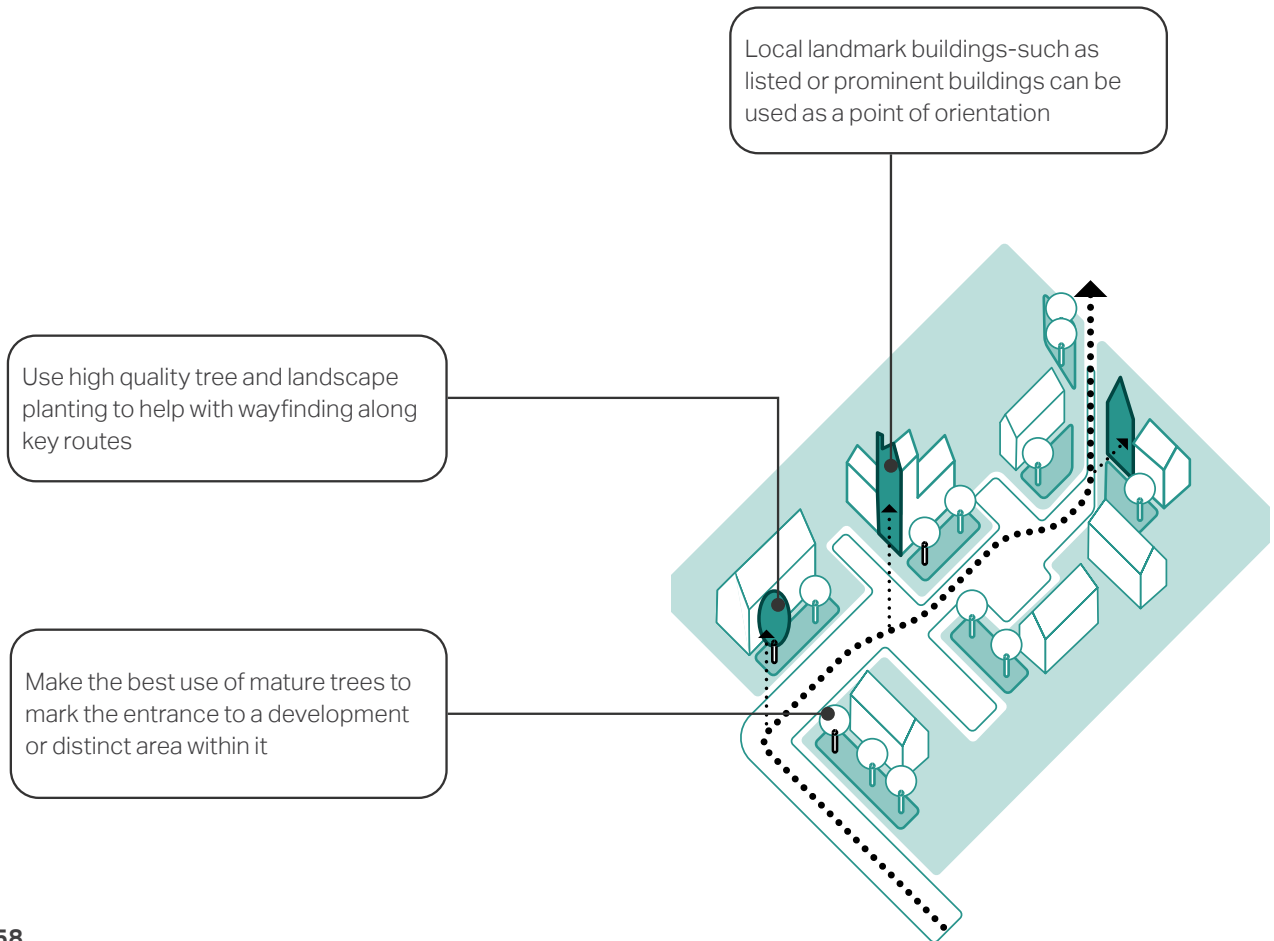 Local landmark buildings-such as
listed or prominent buildings can be
used as a point of orientation
Use high quality tree and landscape
planting to help with wayfinding along
key routes
Make the best use of mature trees to
mark the entrance to a development
or distinct area within it
58